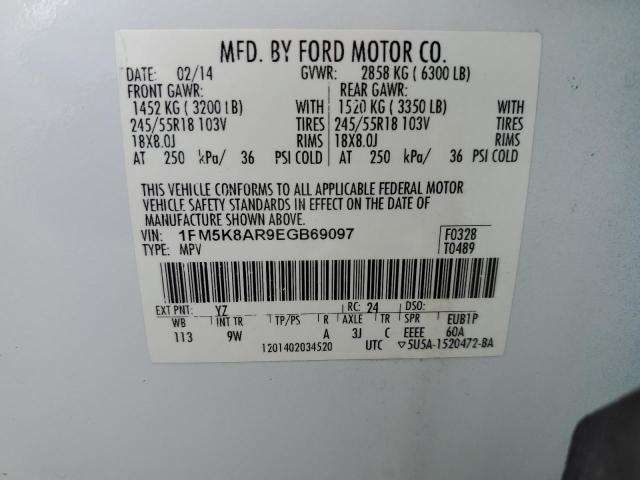 MFD. BY FORD MOTOR CO.
DATE: 02/14 GVWR: 2858 KG ( 6300 LB)
FRONT GAWR: REAR GAWR:
1452 KG ( 3200 LB) WITH 1520 KG ( 3350 LB) WITH
245/55R18 103V TIRES 245/55R18 103V TIRES
18X8.0J RIMS 18X8.0J RIMS
AT 250 kPa/ 36 PSI COLD AT 250 kPa/ 36 PSI COLD
THIS VEHICLE CONFORMS TO ALL APPLICABLE FEDERAL MOTOR
VEHICLE SAFETY STANDARDS IN EFFECT ON THE DATE OF
MANUFACTURE SHOWN ABOVE.
VIN: 1FM5K8AR9EGB69097 F0328
TYPE: MPV T0489
EXT PNT: YZ RC: 24 DSO:
WB INT TR TP/PS R AXLE TR SPR EUB1P
113 9W A 3J C EEEE 60A
1201402034520 UTC ▽5U5A-1520472-BA